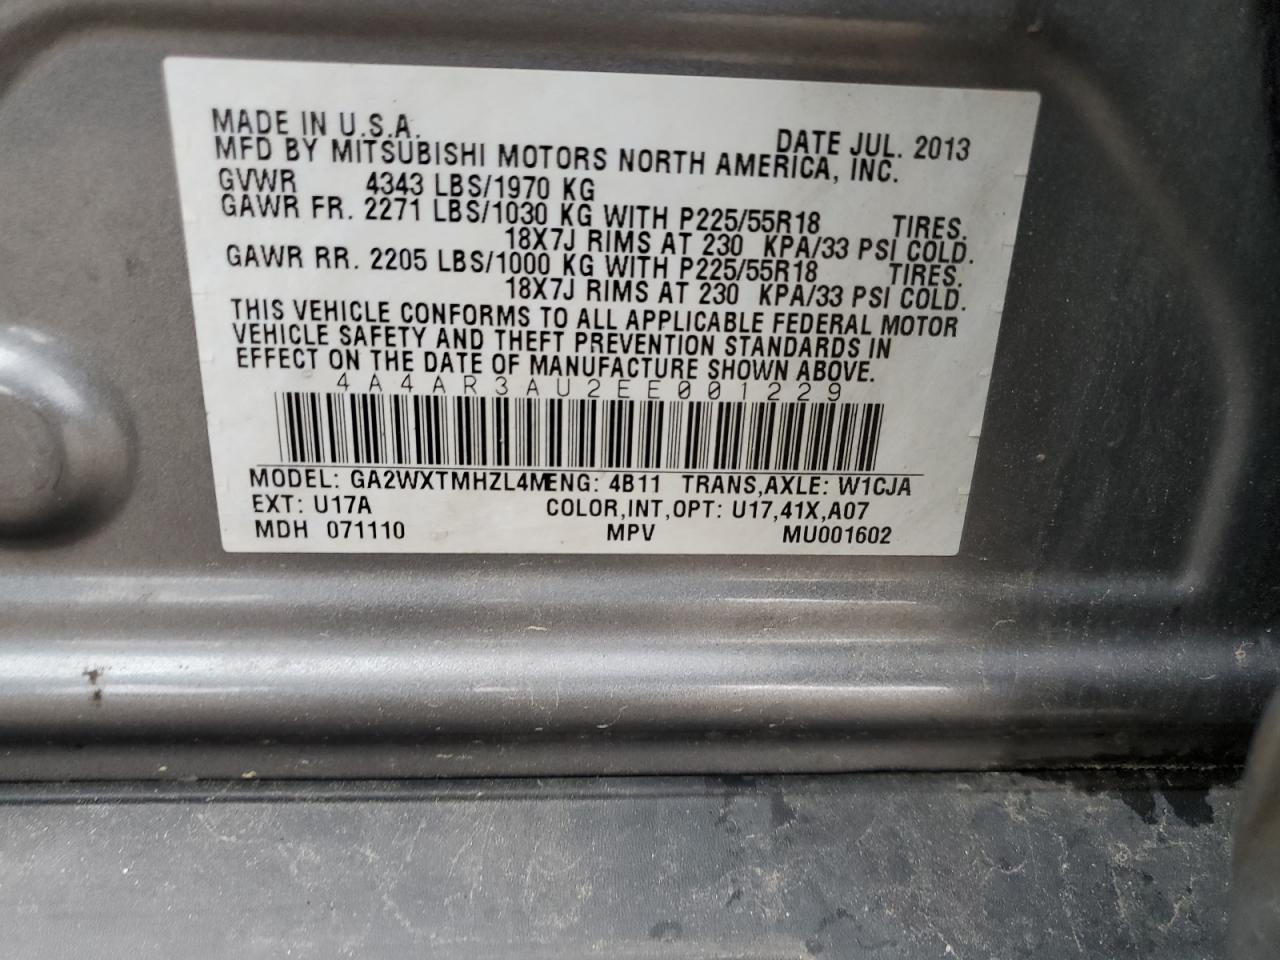 MADE IN U.S.A. DATE JUL. 2013
MFD BY MITSUBISHI MOTORS NORTH AMERICA, INC.
GVWR 4343 LBS/1970 KG
GAWR FR. 2271 LBS/1030 KG WITH P225/55R18 TIRES.
18X7J RIMS AT 230 KPA/33 PSI COLD.
GAWR RR. 2205 LBS/1000 KG WITH P225/55R18 TIRES.
18X7J RIMS AT 230 KPA/33 PSI COLD.
THIS VEHICLE CONFORMS TO ALL APPLICABLE FEDERAL MOTOR
VEHICLE SAFETY AND THEFT PREVENTION STANDARDS IN
EFFECT ON THE DATE OF MANUFACTURE SHOWN ABOVE.
4A4AR3AU2EE001229
MODEL: GA2WXTMHZL4MENG: 4B11 TRANS,AXLE: W1CJA
EXT: U17A COLOR,INT,OPT: U17,41X,A07
MDH 071110 MPV MU001602